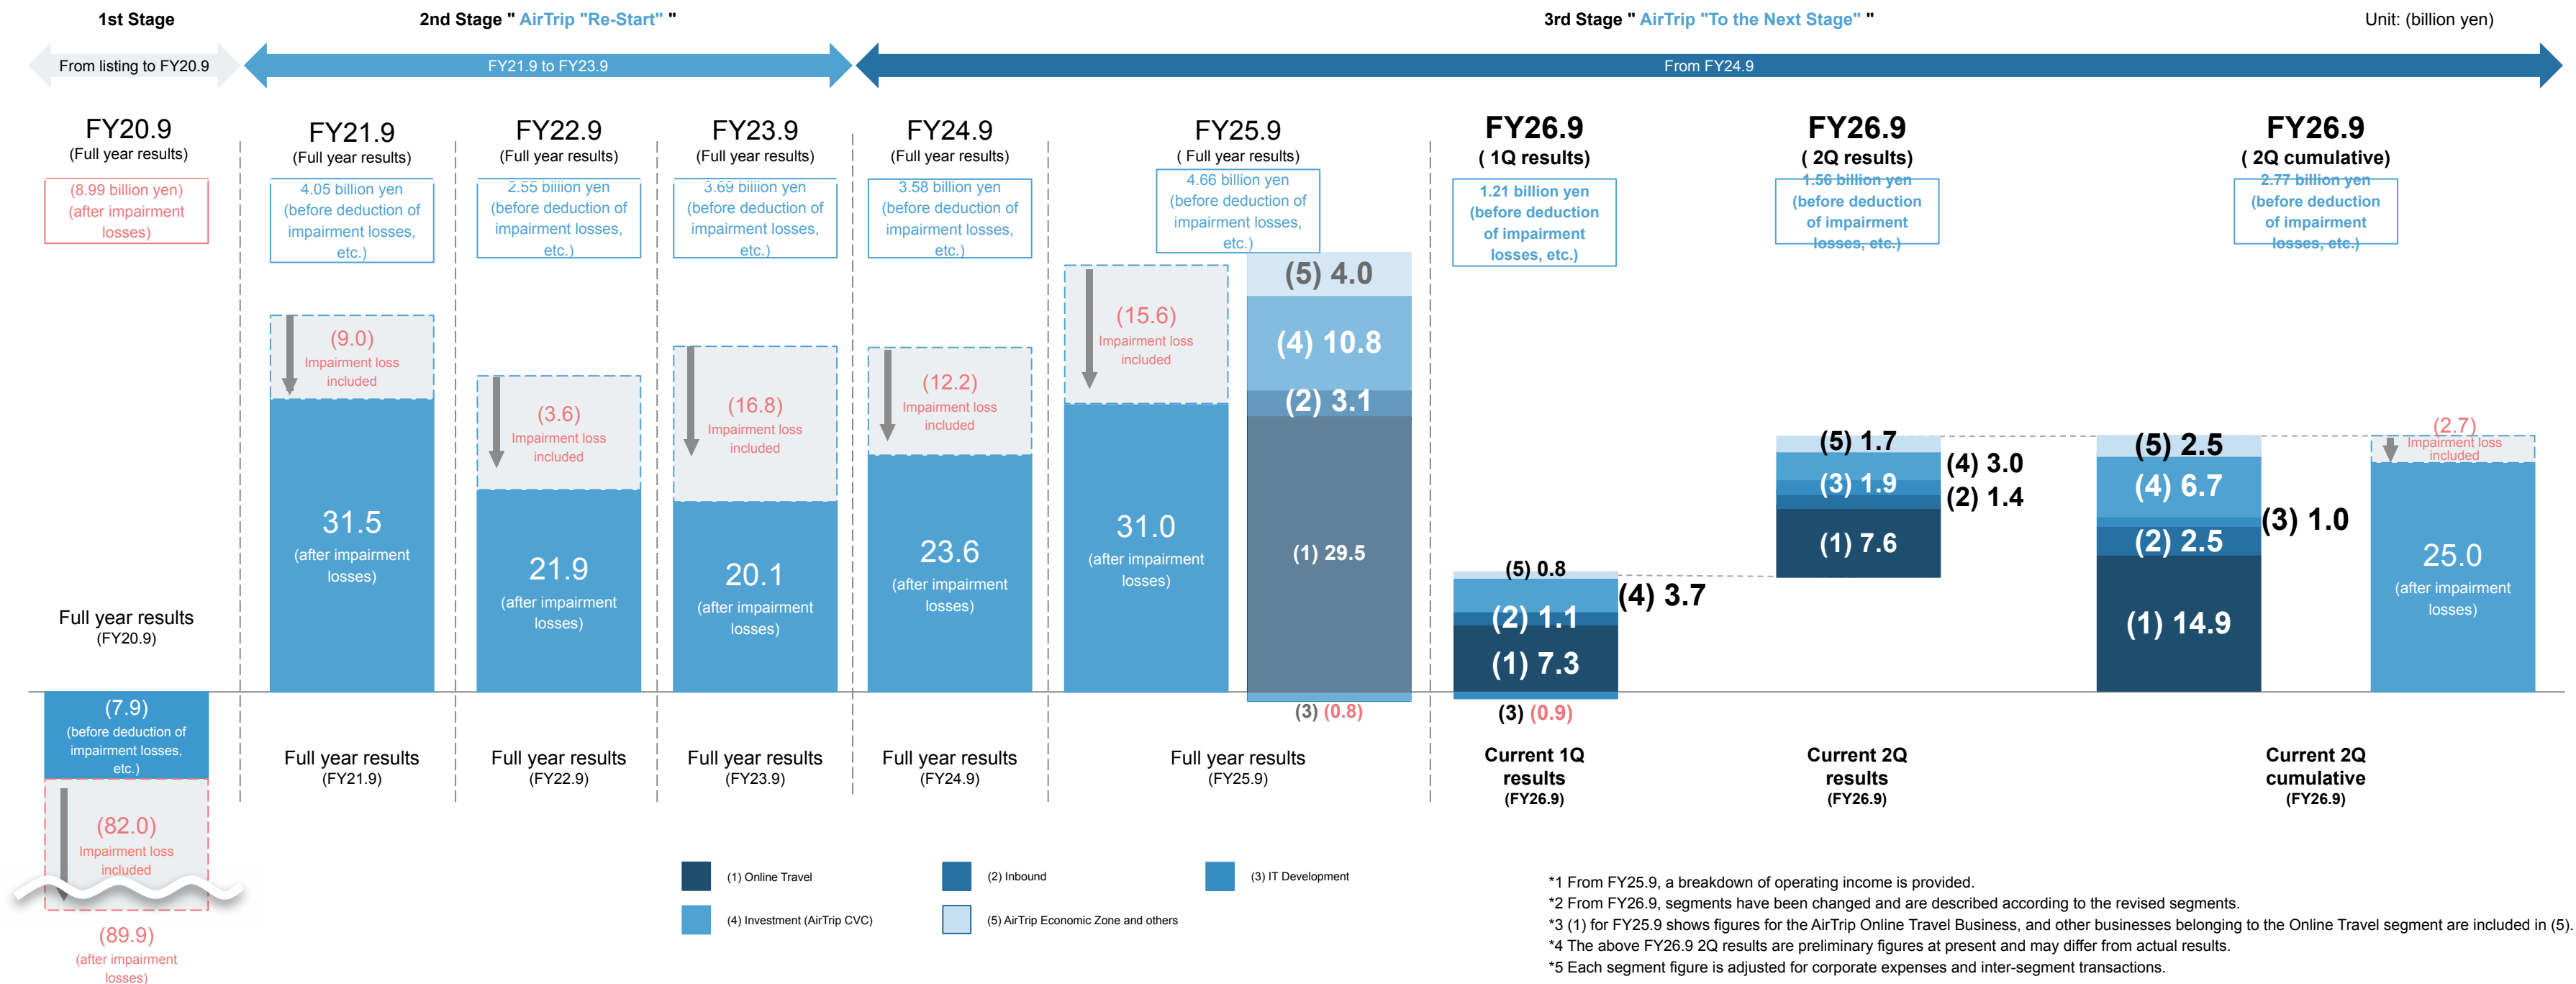 1st Stage
2nd Stage " AirTrip "Re-Start" "
3rd Stage " AirTrip "To the Next Stage" "
Unit: (billion yen)
From listing to FY20.9
FY21.9 to FY23.9
From FY24.9
FY20.9
(Full year results)
(8.99 billion yen)
(after impairment
losses)
FY21.9
(Full year results)
4.05 billion yen
(before deduction of
impairment losses,
etc.)
FY22.9
(Full year results)
2.55 billion yen
(before deduction of
impairment losses,
etc.)
FY23.9
(Full year results)
3.69 billion yen
(before deduction of
impairment losses,
etc.)
FY24.9
(Full year results)
3.58 billion yen
(before deduction of
impairment losses,
etc.)
FY25.9
( Full year results)
4.66 billion yen
(before deduction of
impairment losses,
etc.)
FY26.9
( 1Q results)
1.21 billion yen
(before deduction
of impairment
losses, etc.)
FY26.9
( 2Q results)
1.56 billion yen
(before deduction
of impairment
losses, etc.)
FY26.9
( 2Q cumulative)
2.77 billion yen
(before deduction
of impairment
losses, etc.)
Full year results
(FY20.9)
(7.9)
(before deduction of
impairment losses,
etc.)
(82.0)
Impairment loss
included
(89.9)
(after impairment
losses)
(9.0)
Impairment loss
included
31.5
(after impairment
losses)
Full year results
(FY21.9)
(3.6)
Impairment loss
included
21.9
(after impairment
losses)
Full year results
(FY22.9)
(16.8)
Impairment loss
included
20.1
(after impairment
losses)
Full year results
(FY23.9)
(12.2)
Impairment loss
included
23.6
(after impairment
losses)
Full year results
(FY24.9)
(15.6)
Impairment loss
included
31.0
(after impairment
losses)
(5) 4.0
(4) 10.8
(2) 3.1
(1) 29.5
(3) (0.8)
Full year results
(FY25.9)
(5) 0.8
(4) 3.7
(2) 1.1
(1) 7.3
(3) (0.9)
Current 1Q
results
(FY26.9)
(5) 1.7
(4) 3.0
(3) 1.9
(2) 1.4
(1) 7.6
Current 2Q
results
(FY26.9)
(5) 2.5
(4) 6.7
(3) 1.0
(2) 2.5
(1) 14.9
(2.7)
Impairment loss
included
25.0
(after impairment
losses)
Current 2Q
cumulative
(FY26.9)
(1) Online Travel
(2) Inbound
(3) IT Development
(4) Investment (AirTrip CVC)
(5) AirTrip Economic Zone and others
*1 From FY25.9, a breakdown of operating income is provided.
*2 From FY26.9, segments have been changed and are described according to the revised segments.
*3 (1) for FY25.9 shows figures for the AirTrip Online Travel Business, and other businesses belonging to the Online Travel segment are included in (5).
*4 The above FY26.9 2Q results are preliminary figures at present and may differ from actual results.
*5 Each segment figure is adjusted for corporate expenses and inter-segment transactions.